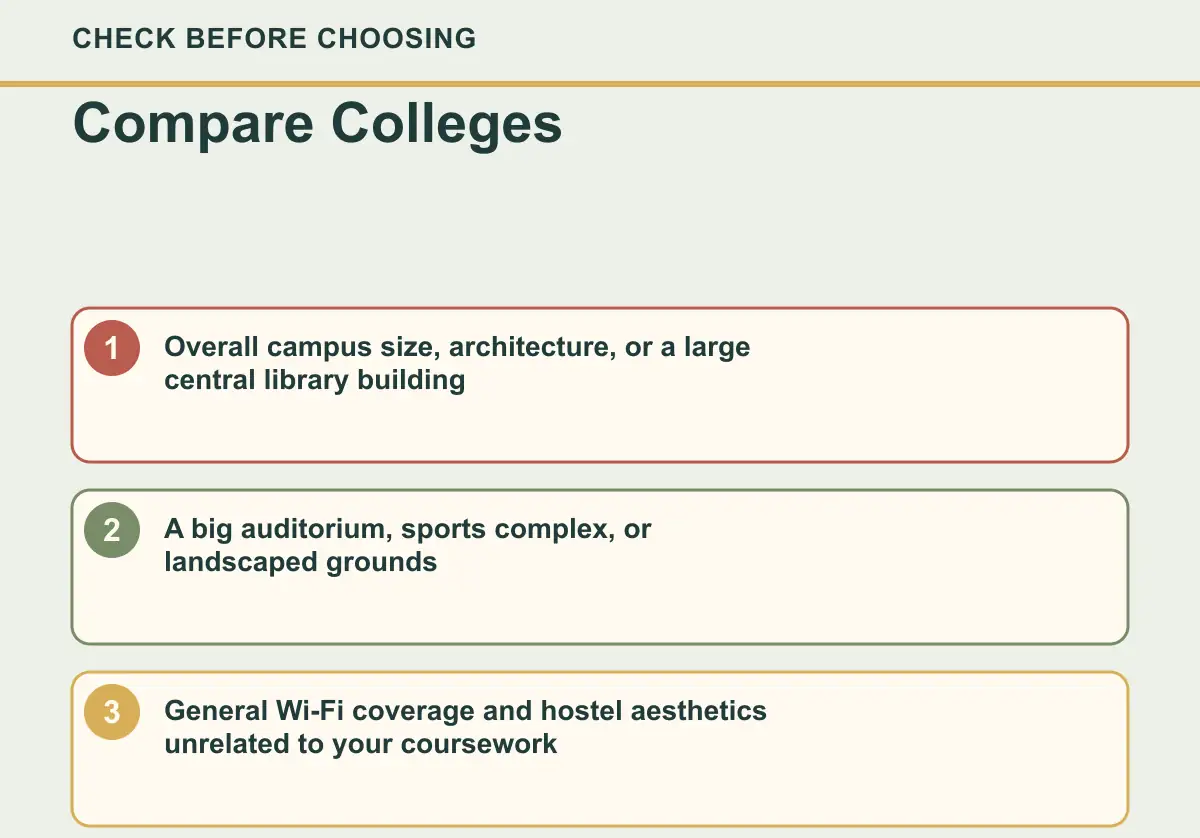 CHECK BEFORE CHOOSING
Compare Colleges
1
Overall campus size, architecture, or a large
central library building
2
A big auditorium, sports complex, or
landscaped grounds
3
General Wi-Fi coverage and hostel aesthetics
unrelated to your coursework